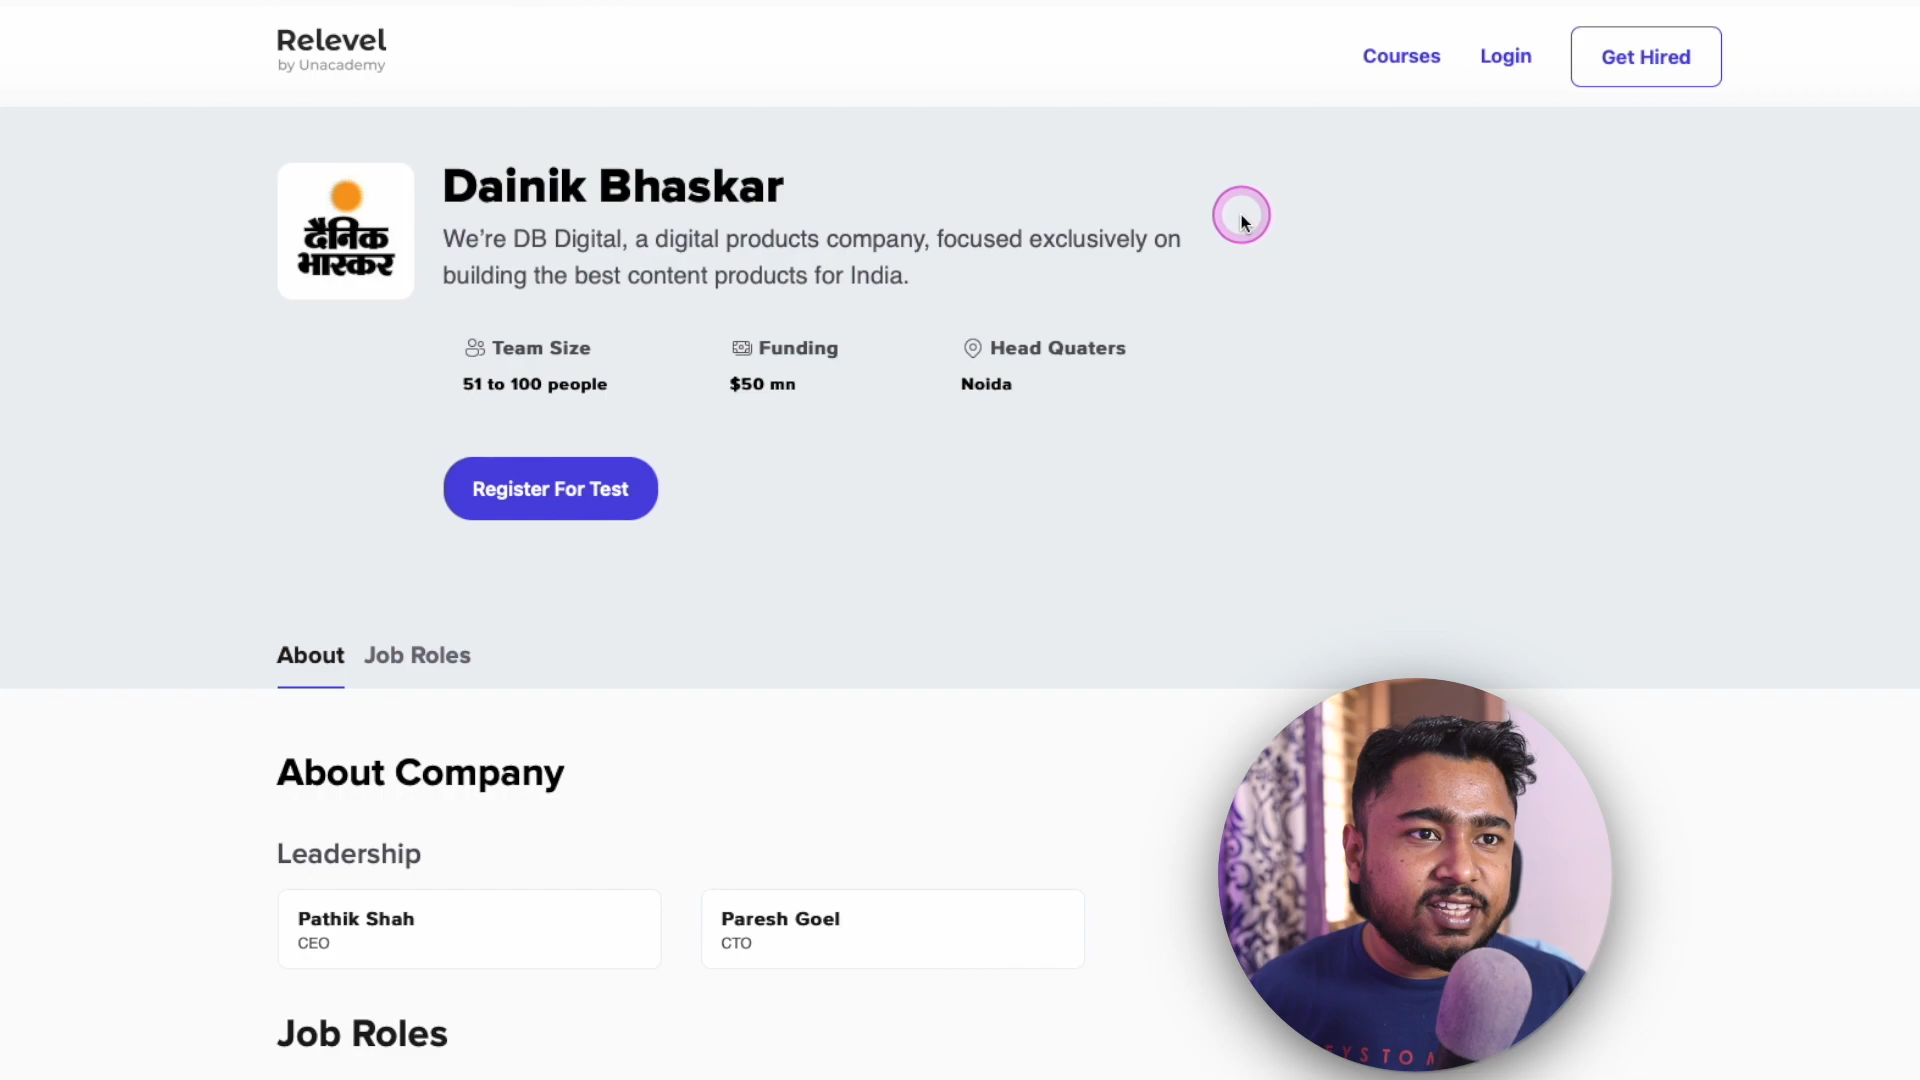 Relevel
by Unacademy
Courses
Login
Get Hired
दैनिक
भास्कर
Dainik Bhaskar
We're DB Digital, a digital products company, focused exclusively on
building the best content products for India.
Team Size
51 to 100 people
Funding
$50 mn
Head Quaters
Noida
Register For Test
About
Job Roles
About Company
Leadership
Pathik Shah
CEO
Paresh Goel
CTO
Job Roles